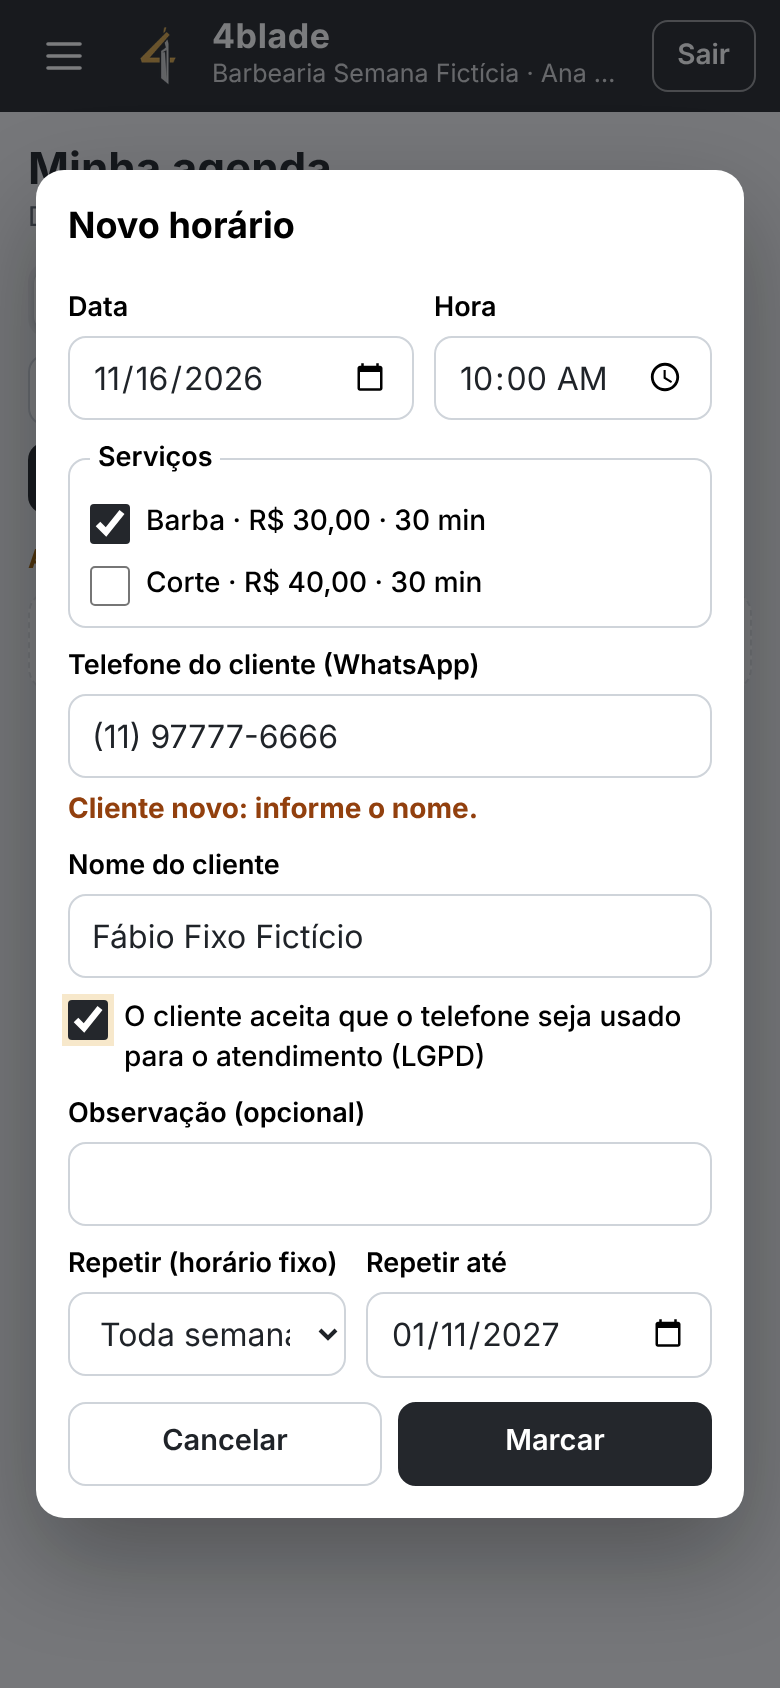 4blade
Barbearia Semana Fictícia · Ana ...
Sair
Minha agenda
Novo horário
Data
Hora
11/16/2026
10:00 AM
Serviços
Barba · R$ 30,00 · 30 min
Corte · R$ 40,00 · 30 min
Telefone do cliente (WhatsApp)
(11) 97777-6666
Cliente novo: informe o nome.
Nome do cliente
Fábio Fixo Fictício
O cliente aceita que o telefone seja usado
para o atendimento (LGPD)
Observação (opcional)
Repetir (horário fixo)
Repetir até
Toda semana
01/11/2027
Cancelar
Marcar